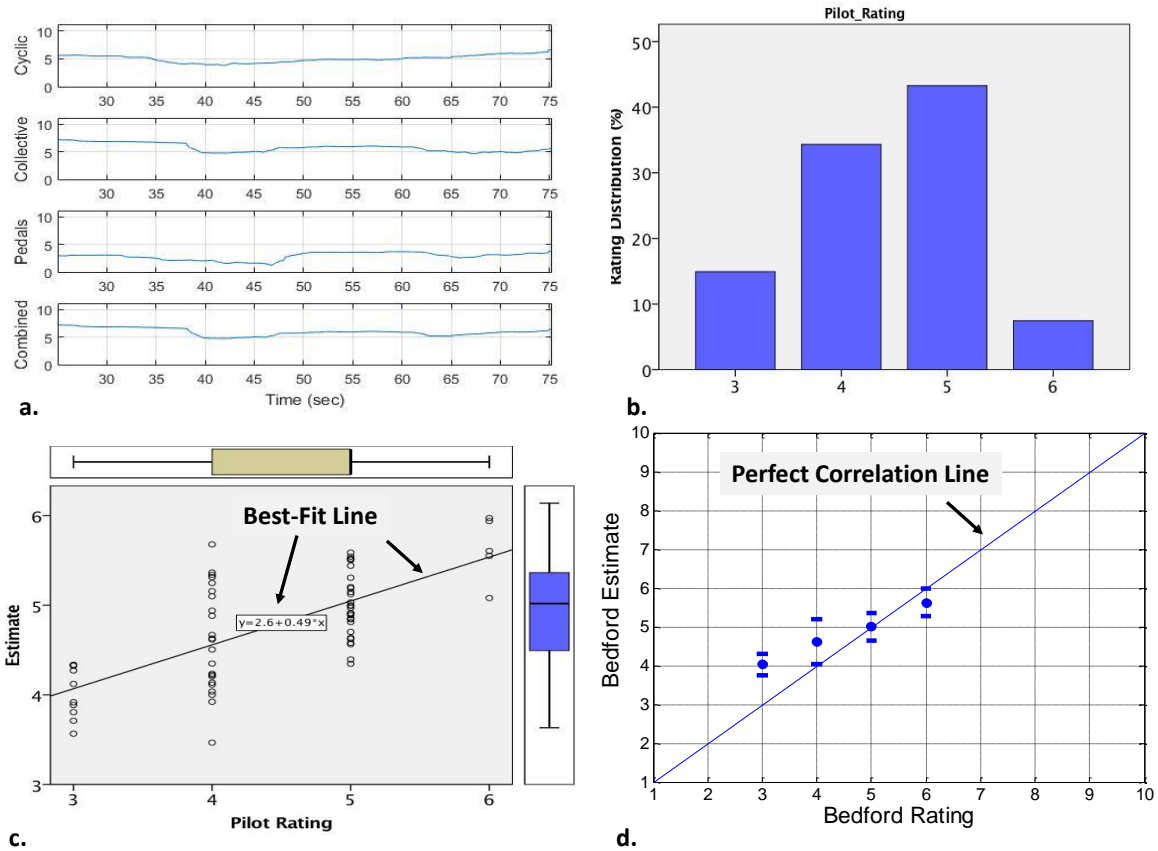 Cyclic
10
5
0
30 35 40 45 50 55 60 65 70 75
Collective
10
5
0
30 35 40 45 50 55 60 65 70 75
Pedals
10
5
0
30 35 40 45 50 55 60 65 70 75
Combined
10
5
0
30 35 40 45 50 55 60 65 70 75
Time (sec)
a.
Pilot_Rating
Rating Distribution (%)
50
40
30
20
10
0
3 4 5 6
b.
Best-Fit Line
y=2.6+0.49*x
Estimate
6
5
4
3
3 4 5 6
Pilot Rating
c.
Perfect Correlation Line
Bedford Estimate
10
9
8
7
6
5
4
3
2
1
1 2 3 4 5 6 7 8 9 10
Bedford Rating
d.